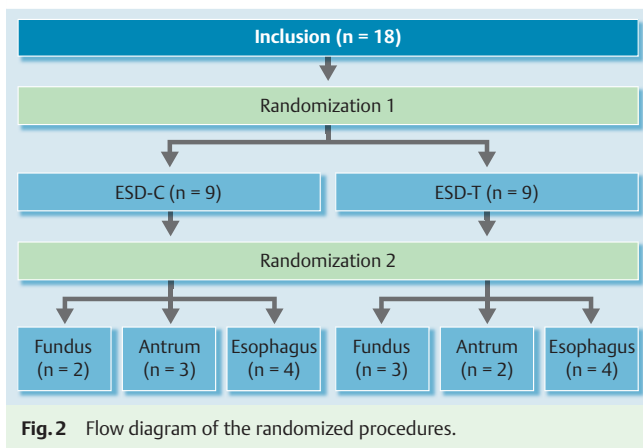 Inclusion (n = 18)
Randomization 1
ESD-C (n = 9)
ESD-T (n = 9)
Randomization 2
Fundus
(n = 2)
Antrum
(n = 3)
Esophagus
(n = 4)
Fundus
(n = 3)
Antrum
(n = 2)
Esophagus
(n = 4)
Fig. 2 Flow diagram of the randomized procedures.